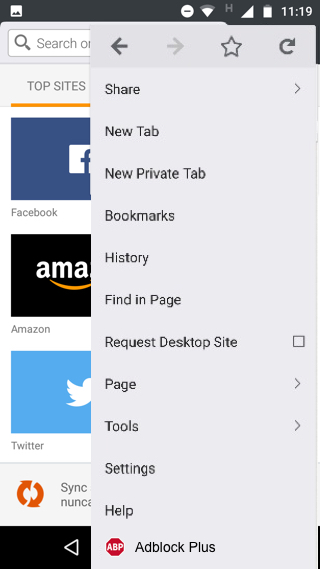 H 11:19
Search or
Share
TOP SITES
New Tab
New Private Tab
Bookmarks
Facebook
History
amaz
Find in Page
Amazon
Request Desktop Site
Page
Tools
Twitter
Settings
Sync
nunca
Help
ABP Adblock Plus